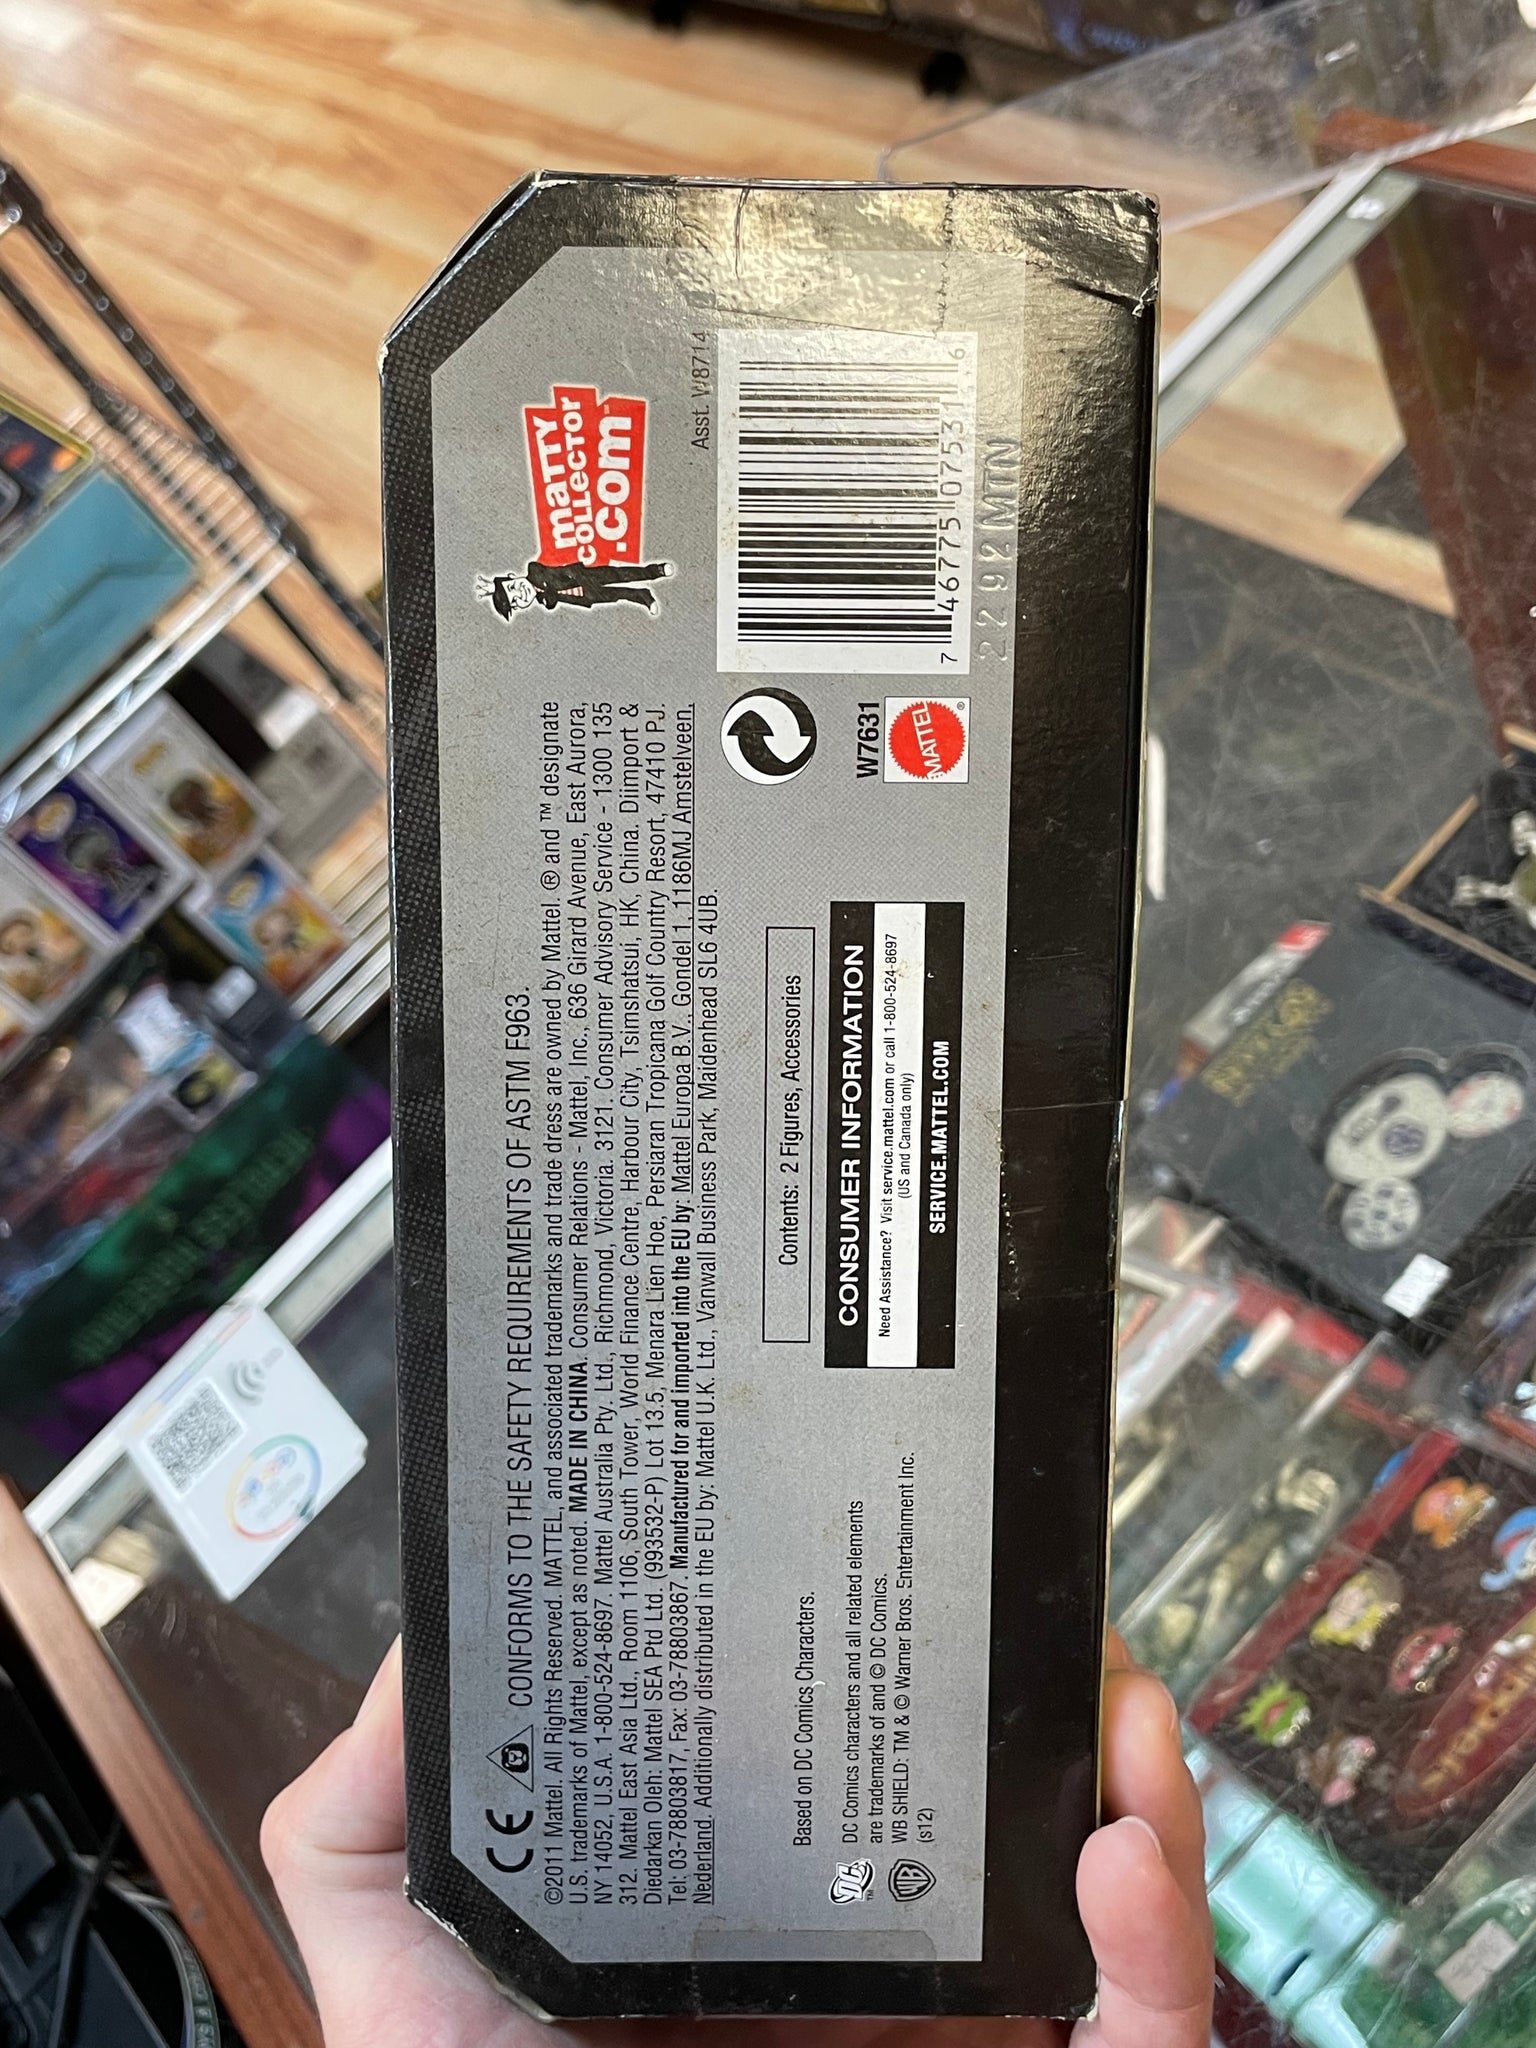 CE CONFORMS TO THE SAFETY REQUIREMENTS OF ASTM F963.
©2011 Mattel. All Rights Reserved. MATTEL, and associated trademarks and trade dress are owned by Mattel. ® and ™ designate
U.S. trademarks of Mattel, except as noted. MADE IN CHINA. Consumer Relations - Mattel, Inc., 636 Girard Avenue, East Aurora,
NY 14052, U.S.A. 1-800-524-8697. Mattel Australia Pty. Ltd., Richmond, Victoria. 3121. Consumer Advisory Service - 1300 135
312. Mattel East Asia Ltd., Room 1106, South Tower, World Finance Centre, Harbour City, Tsimshatsui, HK, China. Diimport &
Diedarkan Oleh: Mattel SEA Ptd Ltd. (993532-P) Lot 13.5, Menara Lien Hoe, Persiaran Tropicana Golf Country Resort, 47410 PJ.
Tel: 03-78803817, Fax: 03-78803867. Manufactured for and imported into the EU by: Mattel Europa B.V., Gondel 1, 1186MJ Amstelveen,
Nederland. Additionally distributed in the EU by: Mattel U.K. Ltd., Vanwall Business Park, Maidenhead SL6 4UB.
matty
COLLECTOR
.com™
Asst. W8714
Based on DC Comics Characters.
DC Comics characters and all related elements
are trademarks of and © DC Comics.
WB SHIELD: TM & © Warner Bros. Entertainment Inc.
(s12)
DC
TM
WB
Contents: 2 Figures, Accessories
CONSUMER INFORMATION
Need Assistance? Visit service.mattel.com or call 1-800-524-8697
(US and Canada only)
SERVICE.MATTEL.COM
W7631
MATTEL®
7 46775 07531 6
2292MTN